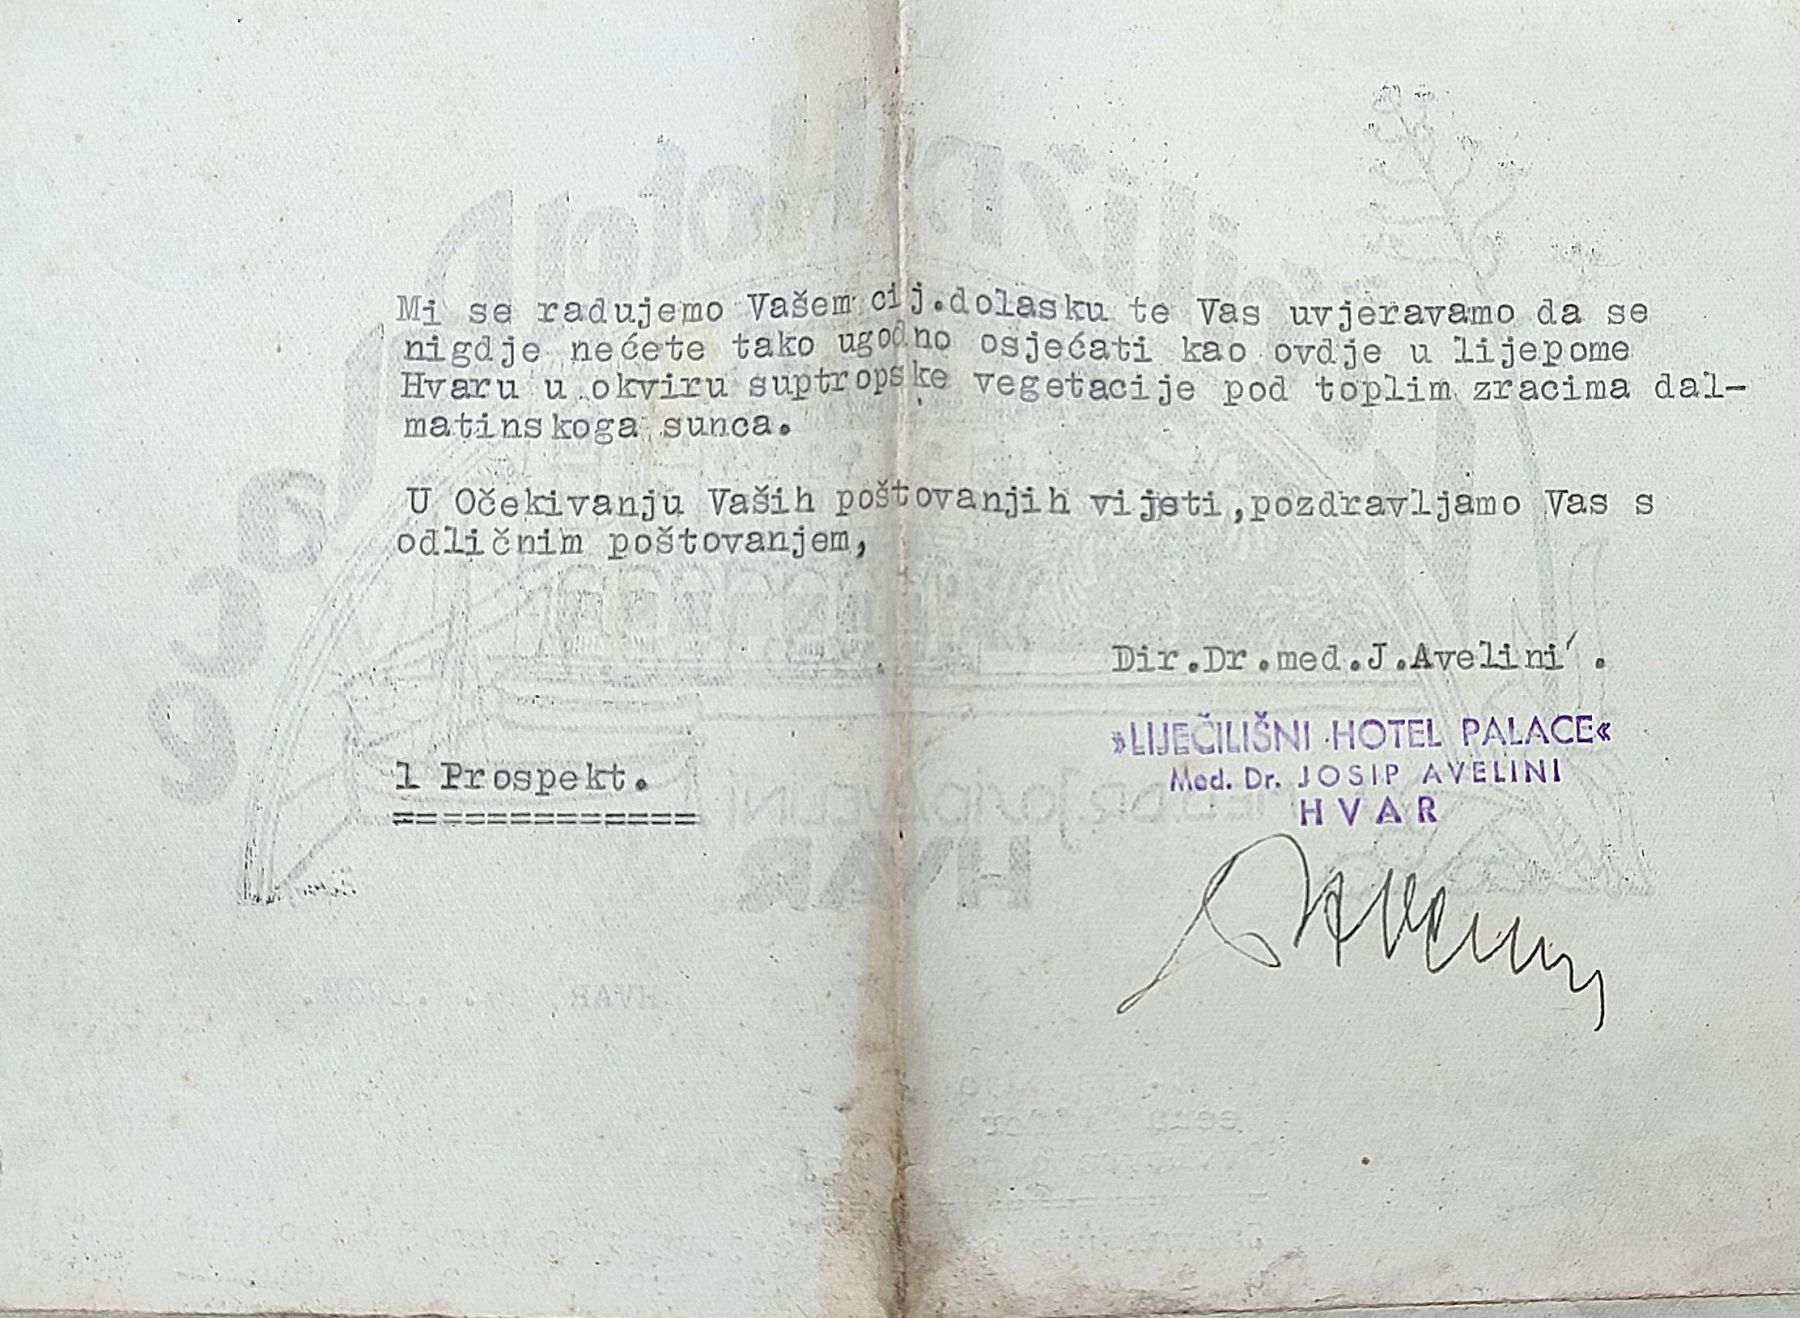 Mi se radujemo Vašem cij.dolasku te Vas uvjeravamo da se
nigdje nećete tako ugodno osjećati kao ovdje u lijepome
Hvaru u okviru suptropske vegetacije pod toplim zracima dal-
matinskoga sunca.
U Očekivanju Vaših poštovanjih vijeti,pozdravljamo Vas s
odličnim poštovanjem,
Dir.Dr.med.J.Avelini´.
»LIJEČILIŠNI HOTEL PALACE«
Med. Dr. JOSIP AVELINI
HVAR
1 Prospekt.
=============
HVAR